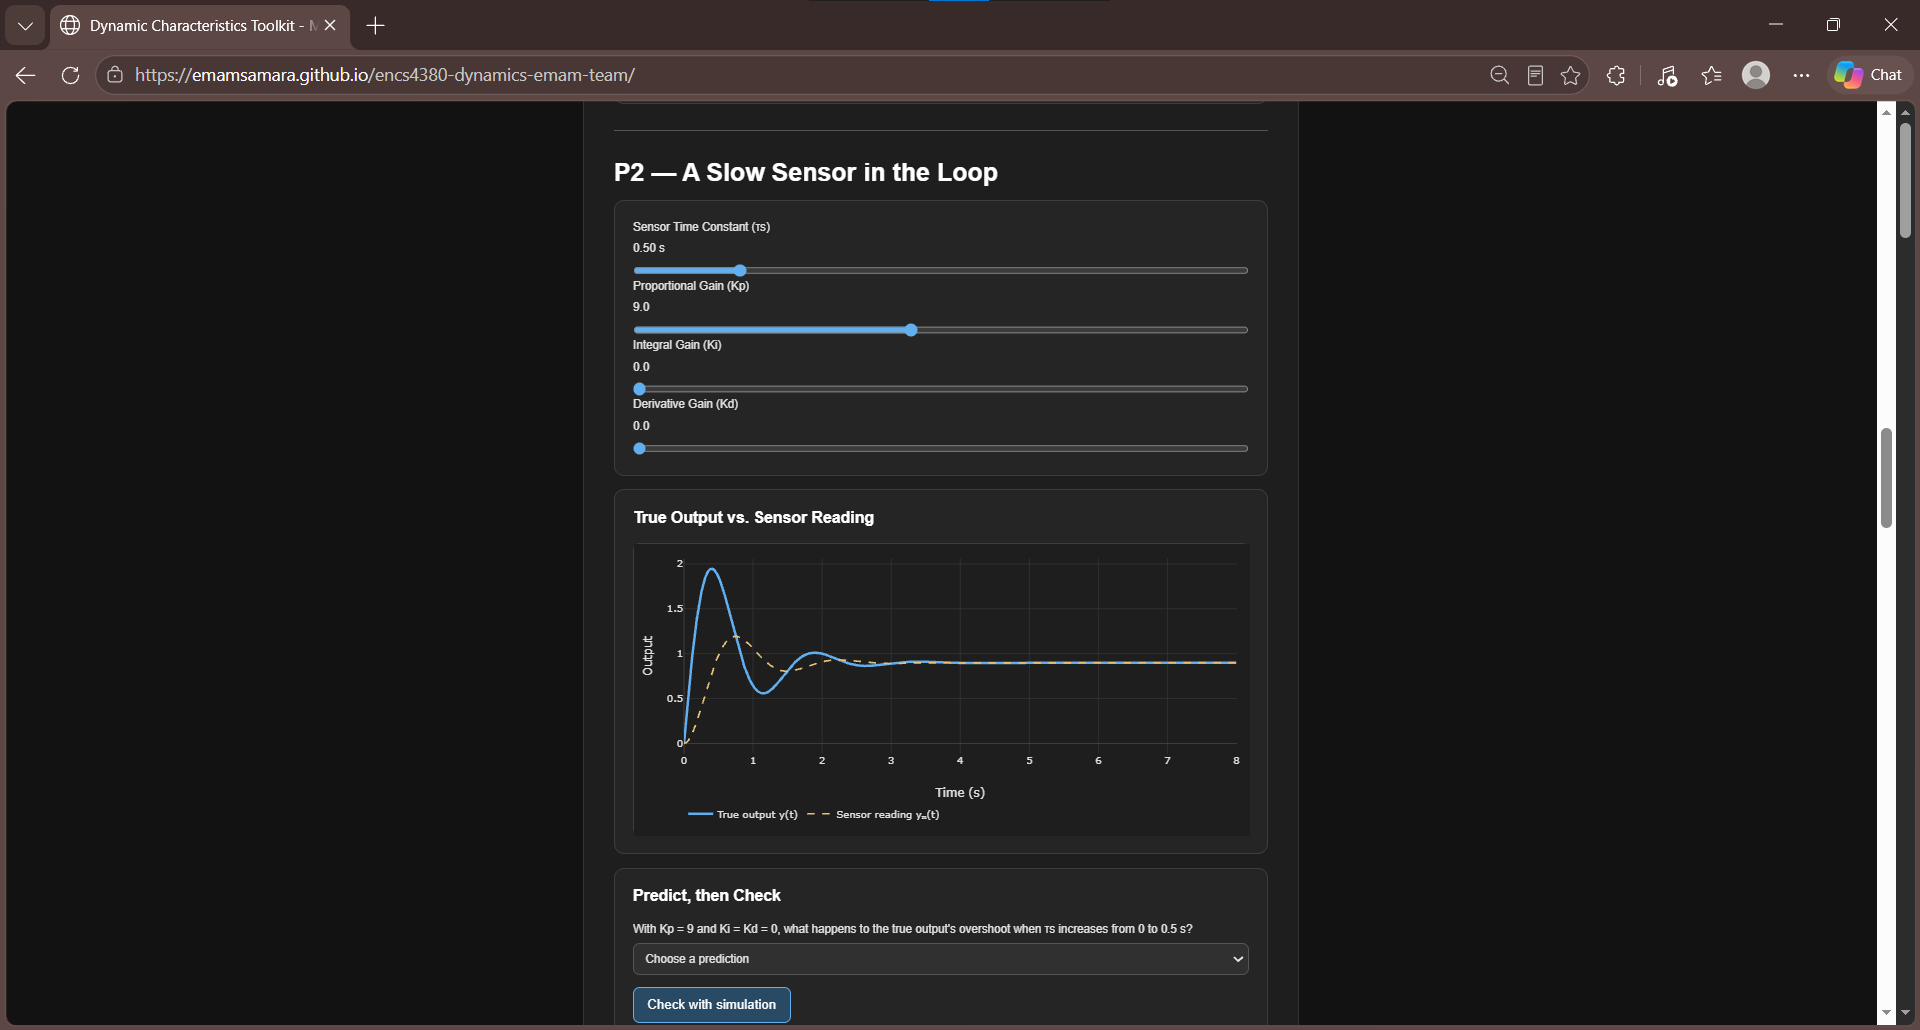 Dynamic Characteristics Toolkit -
https://emamsamara.github.io/encs4380-dynamics-emam-team/
Chat
P2 — A Slow Sensor in the Loop
Sensor Time Constant (τs)
0.50 s
Proportional Gain (Kp)
9.0
Integral Gain (Ki)
0.0
Derivative Gain (Kd)
0.0
True Output vs. Sensor Reading
2
1.5
1
0.5
0
Output
0 1 2 3 4 5 6 7 8
Time (s)
True output y(t) Sensor reading yₘ(t)
Predict, then Check
With Kp = 9 and Ki = Kd = 0, what happens to the true output's overshoot when τs increases from 0 to 0.5 s?
Choose a prediction
Check with simulation